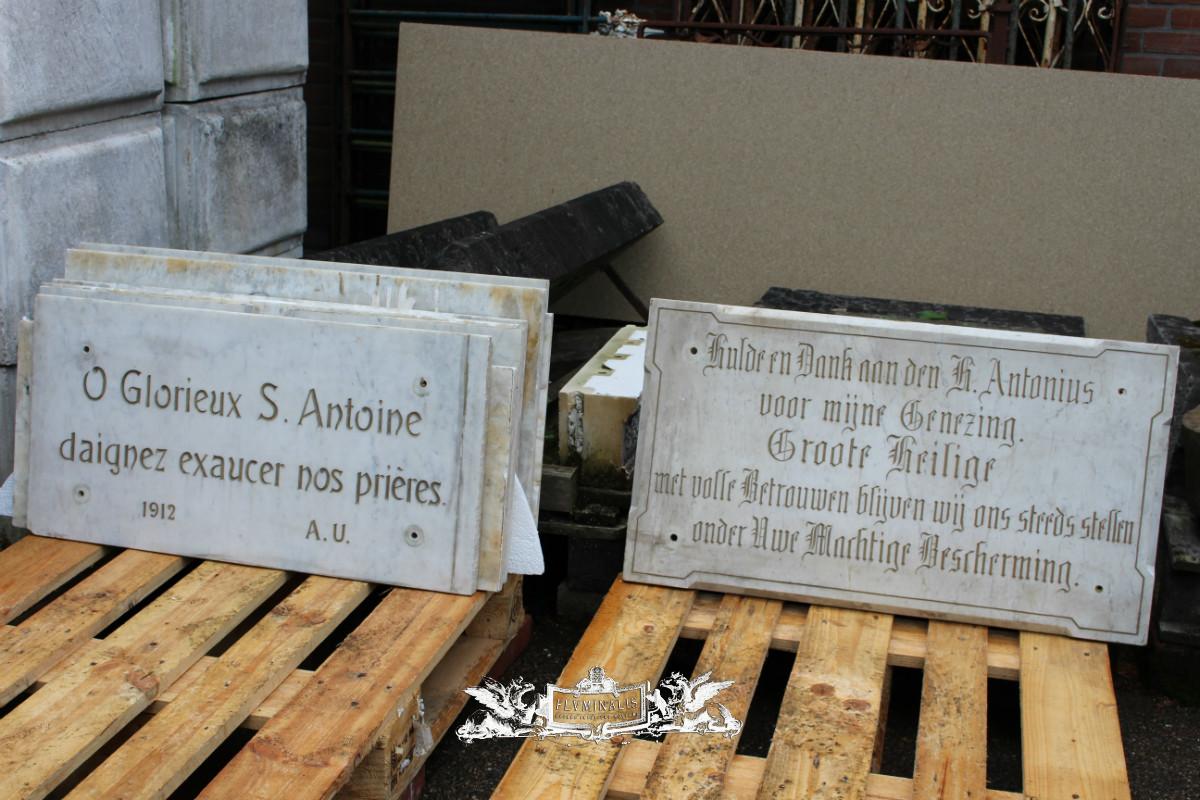 O Glorieux S. Antoine
daignez exaucer nos prières.
1912
A.U.
Hulde en Dank aan den H. Antonius
voor mijne Genezing.
Groote Heilige
met volle Betrouwen blijven wij ons steeds stellen
onder Uwe Machtige Bescherming.
FLVMINALIS